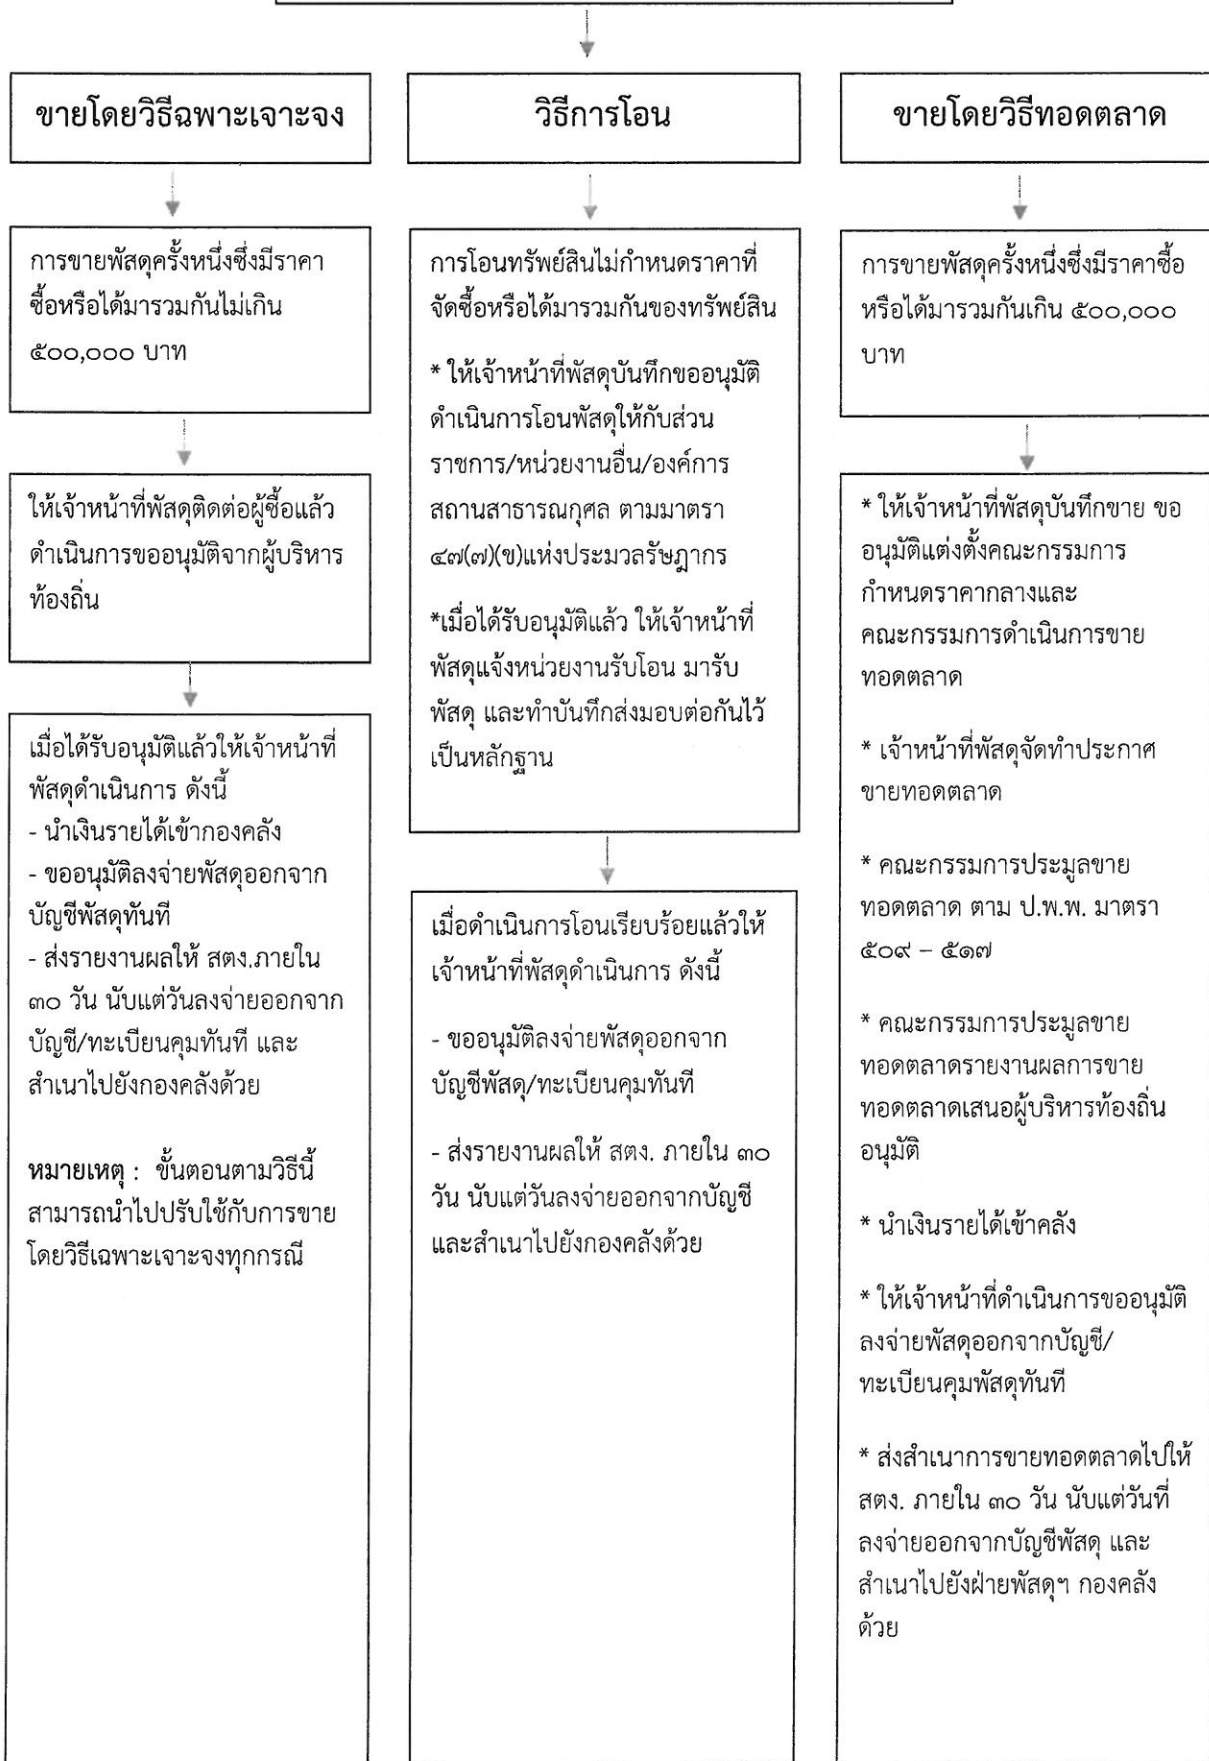 ขายโดยวิธีฉพาะเจาะจง
การขายพัสดุครั้งหนึ่งซึ่งมีราคา
ซื้อหรือได้มารวมกันไม่เกิน
๕๐๐,๐๐๐ บาท
ให้เจ้าหน้าที่พัสดุติดต่อผู้ซื้อแล้ว
ดำเนินการขออนุมัติจากผู้บริหาร
ท้องถิ่น
เมื่อได้รับอนุมัติแล้วให้เจ้าหน้าที่
พัสดุดำเนินการ ดังนี้
- นำเงินรายได้เข้ากองคลัง
- ขออนุมัติลงจ่ายพัสดุออกจาก
บัญชีพัสดุทันที
- ส่งรายงานผลให้ สตง.ภายใน
๓๐ วัน นับแต่วันลงจ่ายออกจาก
บัญชี/ทะเบียนคุมทันที และ
สำเนาไปยังกองคลังด้วย
หมายเหตุ : ขั้นตอนตามวิธีนี้
สามารถนำไปปรับใช้กับการขาย
โดยวิธีเฉพาะเจาะจงทุกกรณี
วิธีการโอน
การโอนทรัพย์สินไม่กำหนดราคาที่
จัดซื้อหรือได้มารวมกันของทรัพย์สิน
* ให้เจ้าหน้าที่พัสดุบันทึกขออนุมัติ
ดำเนินการโอนพัสดุให้กับส่วน
ราชการ/หน่วยงานอื่น/องค์การ
สถานสาธารณกุศล ตามมาตรา
๔๗(๗)(ข)แห่งประมวลรัษฎากร
*เมื่อได้รับอนุมัติแล้ว ให้เจ้าหน้าที่
พัสดุแจ้งหน่วยงานรับโอน มารับ
พัสดุ และทำบันทึกส่งมอบต่อกันไว้
เป็นหลักฐาน
เมื่อดำเนินการโอนเรียบร้อยแล้วให้
เจ้าหน้าที่พัสดุดำเนินการ ดังนี้
- ขออนุมัติลงจ่ายพัสดุออกจาก
บัญชีพัสดุ/ทะเบียนคุมทันที
- ส่งรายงานผลให้ สตง. ภายใน ๓๐
วัน นับแต่วันลงจ่ายออกจากบัญชี
และสำเนาไปยังกองคลังด้วย
ขายโดยวิธีทอดตลาด
การขายพัสดุครั้งหนึ่งซึ่งมีราคาซื้อ
หรือได้มารวมกันเกิน ๕๐๐,๐๐๐
บาท
* ให้เจ้าหน้าที่พัสดุบันทึกขาย ขอ
อนุมัติแต่งตั้งคณะกรรมการ
กำหนดราคากลางและ
คณะกรรมการดำเนินการขาย
ทอดตลาด
* เจ้าหน้าที่พัสดุจัดทำประกาศ
ขายทอดตลาด
* คณะกรรมการประมูลขาย
ทอดตลาด ตาม ป.พ.พ. มาตรา
๕๐๙ – ๕๑๗
* คณะกรรมการประมูลขาย
ทอดตลาดรายงานผลการขาย
ทอดตลาดเสนอผู้บริหารท้องถิ่น
อนุมัติ
* นำเงินรายได้เข้าคลัง
* ให้เจ้าหน้าที่ดำเนินการขออนุมัติ
ลงจ่ายพัสดุออกจากบัญชี/
ทะเบียนคุมพัสดุทันที
* ส่งสำเนาการขายทอดตลาดไปให้
สตง. ภายใน ๓๐ วัน นับแต่วันที่
ลงจ่ายออกจากบัญชีพัสดุ และ
สำเนาไปยังฝ่ายพัสดุฯ กองคลัง
ด้วย